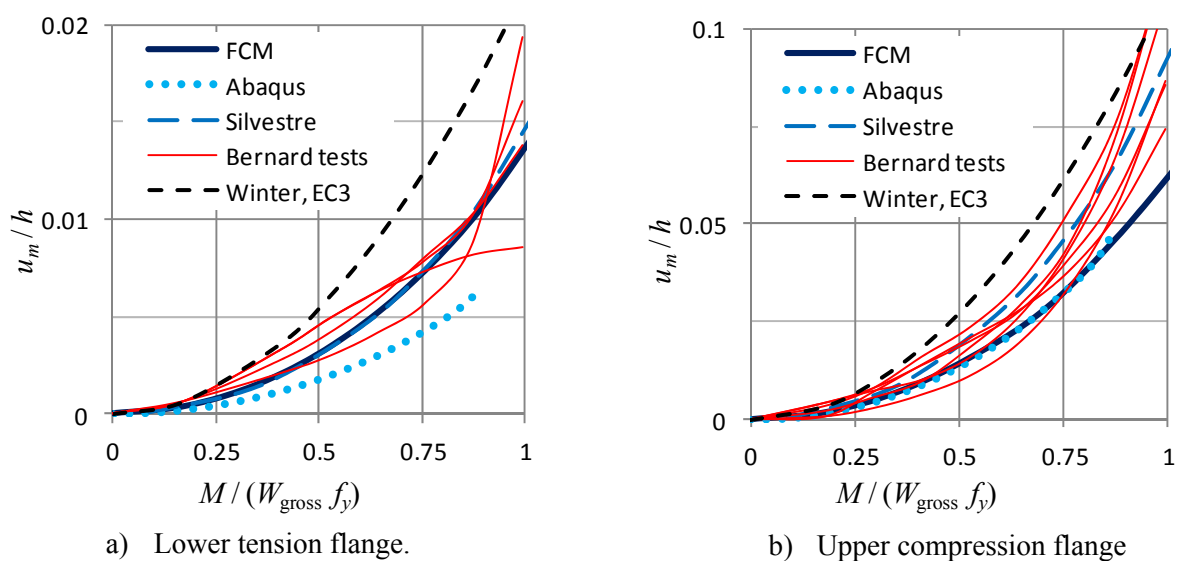 0.02
0.01
0
u_m / h
FCM
Abaqus
Silvestre
Bernard tests
Winter, EC3
0 0.25 0.5 0.75 1
M / (W_gross f_y)
a) Lower tension flange.
0.1
0.05
0
u_m / h
FCM
Abaqus
Silvestre
Bernard tests
Winter, EC3
0 0.25 0.5 0.75 1
M / (W_gross f_y)
b) Upper compression flange